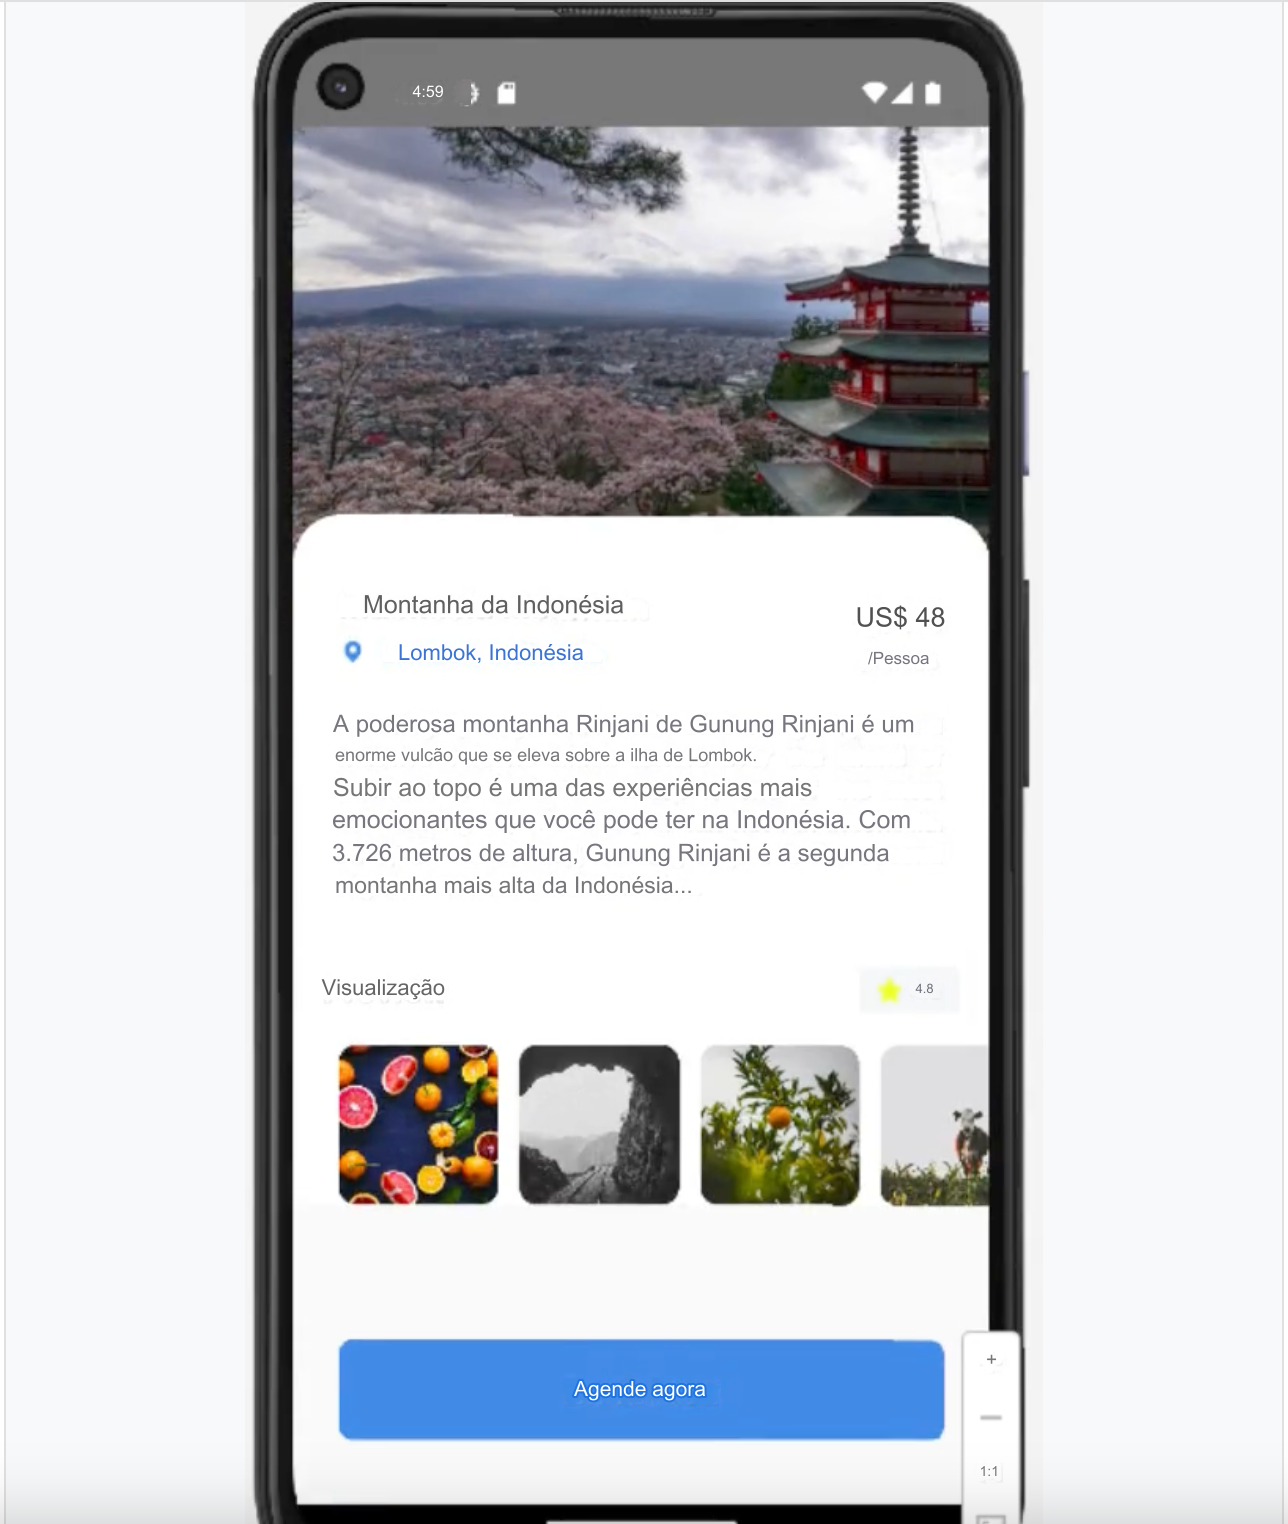 4:59
Montanha da Indonésia
US$ 48
Lombok, Indonésia
/Pessoa
A poderosa montanha Rinjani de Gunung Rinjani é um
enorme vulcão que se eleva sobre a ilha de Lombok.
Subir ao topo é uma das experiências mais
emocionantes que você pode ter na Indonésia. Com
3.726 metros de altura, Gunung Rinjani é a segunda
montanha mais alta da Indonésia...
Visualização
4.8
Agende agora
+
1:1